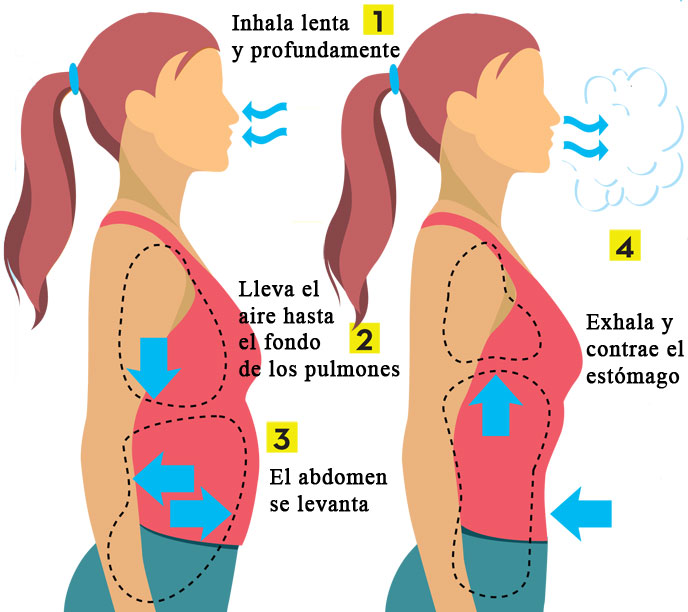 1
Inhala lenta
y profundamente
Lleva el
aire hasta
el fondo
de los pulmones
2
3
El abdomen
se levanta
4
Exhala y
contrae el
estómago